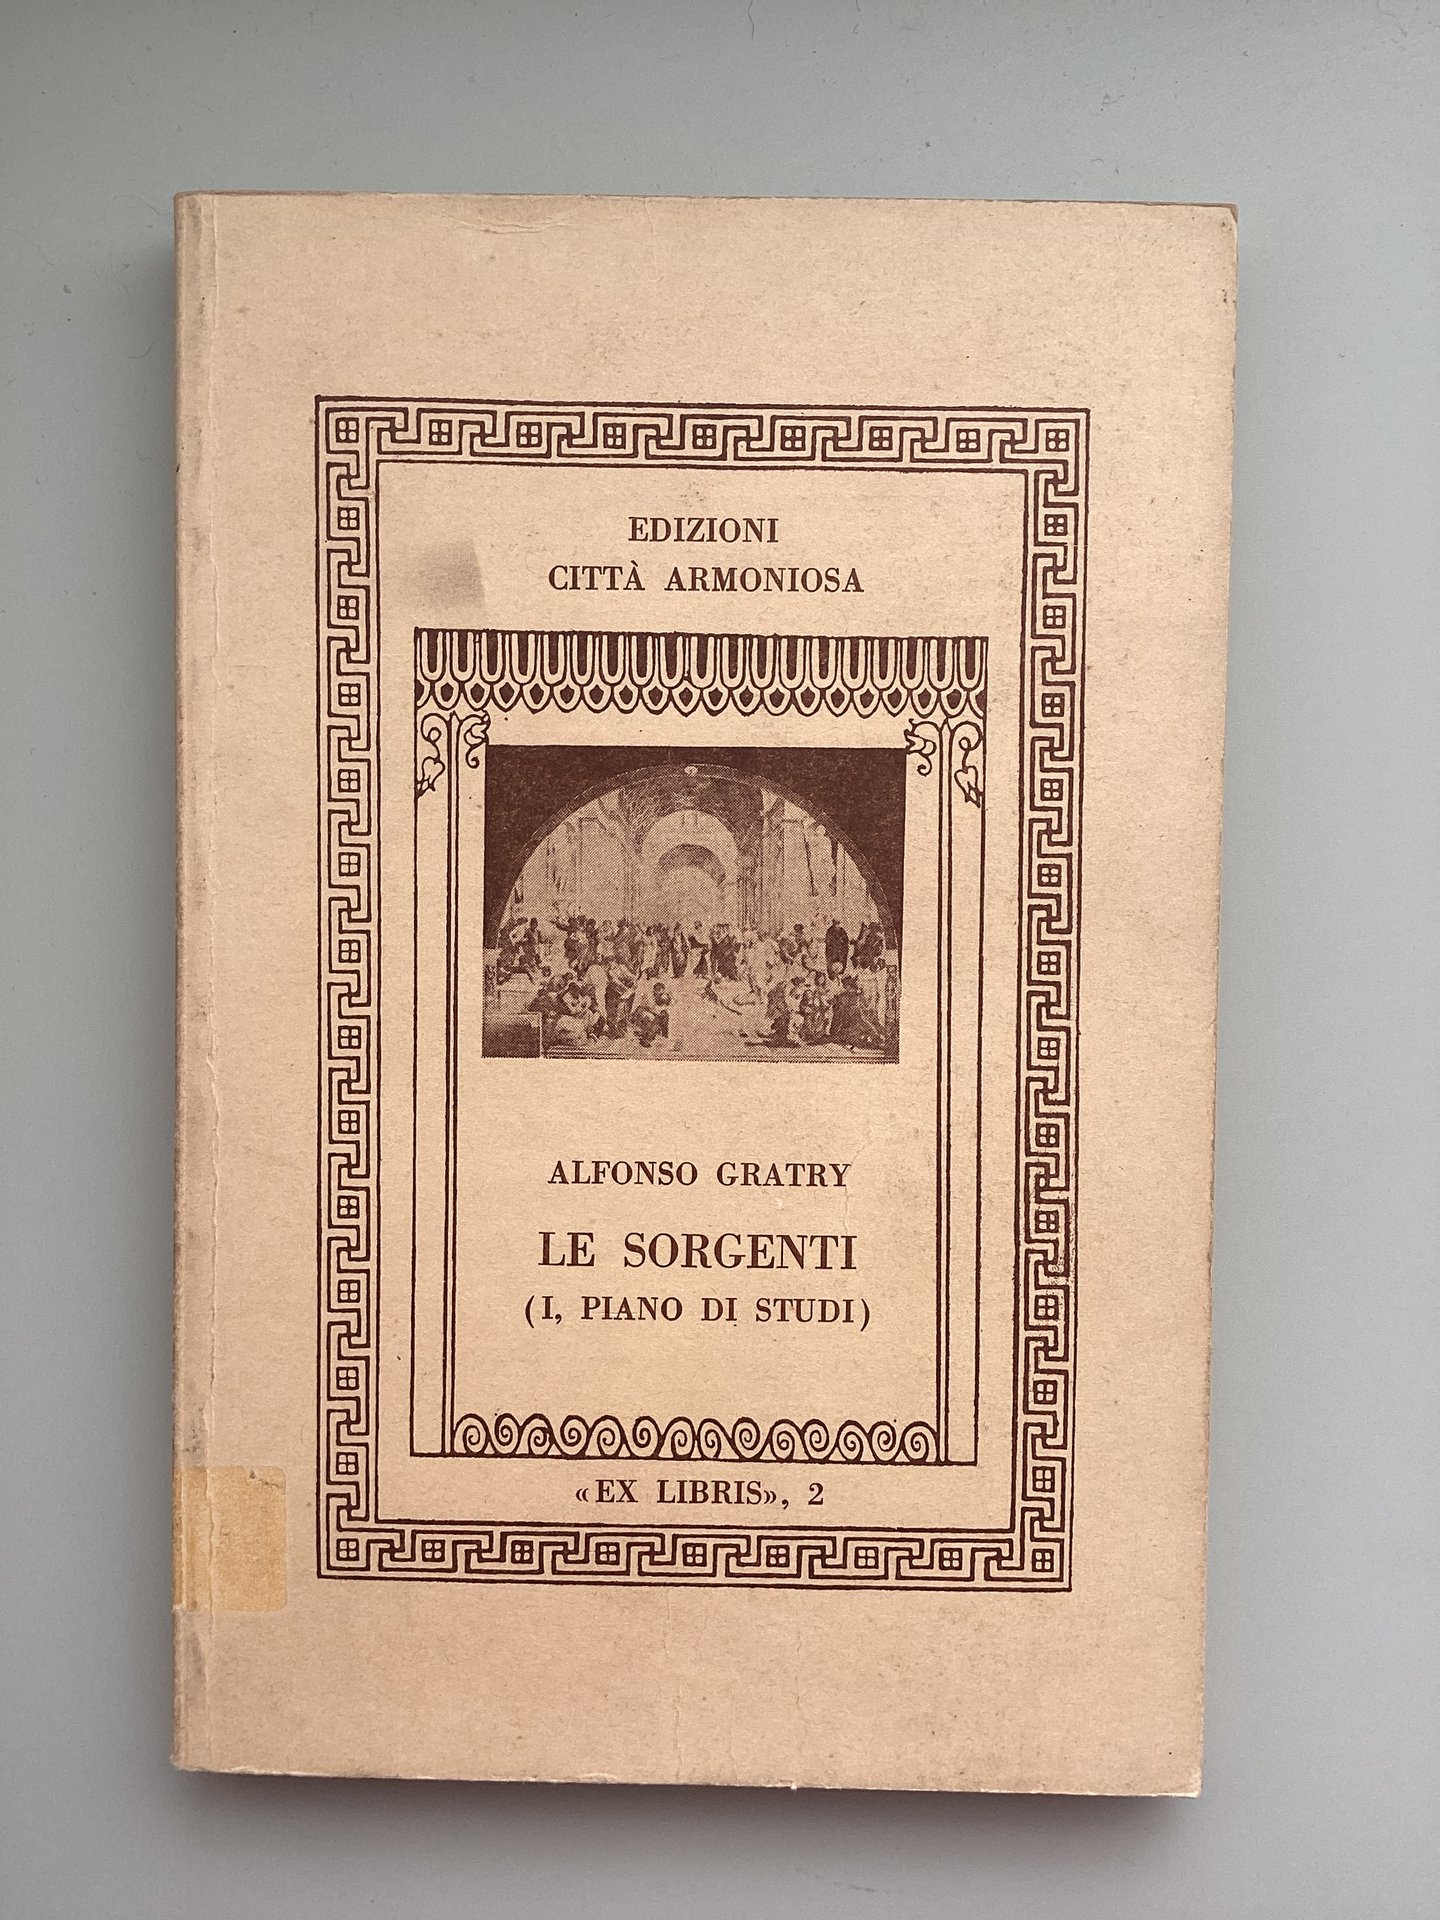 EDIZIONI
CITTÀ ARMONIOSA
ALFONSO GRATRY
LE SORGENTI
(I, PIANO DI STUDI)
«EX LIBRIS», 2